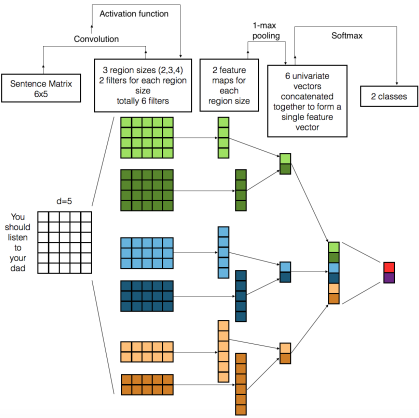 Activation function
Convolution
1-max
pooling
Softmax
Sentence Matrix
6x5
3 region sizes (2,3,4)
2 filters for each region
size
totally 6 filters
2 feature
maps for
each
region size
6 univariate
vectors
concatenated
together to form a
single feature
vector
2 classes
d=5
You
should
listen
to
your
dad